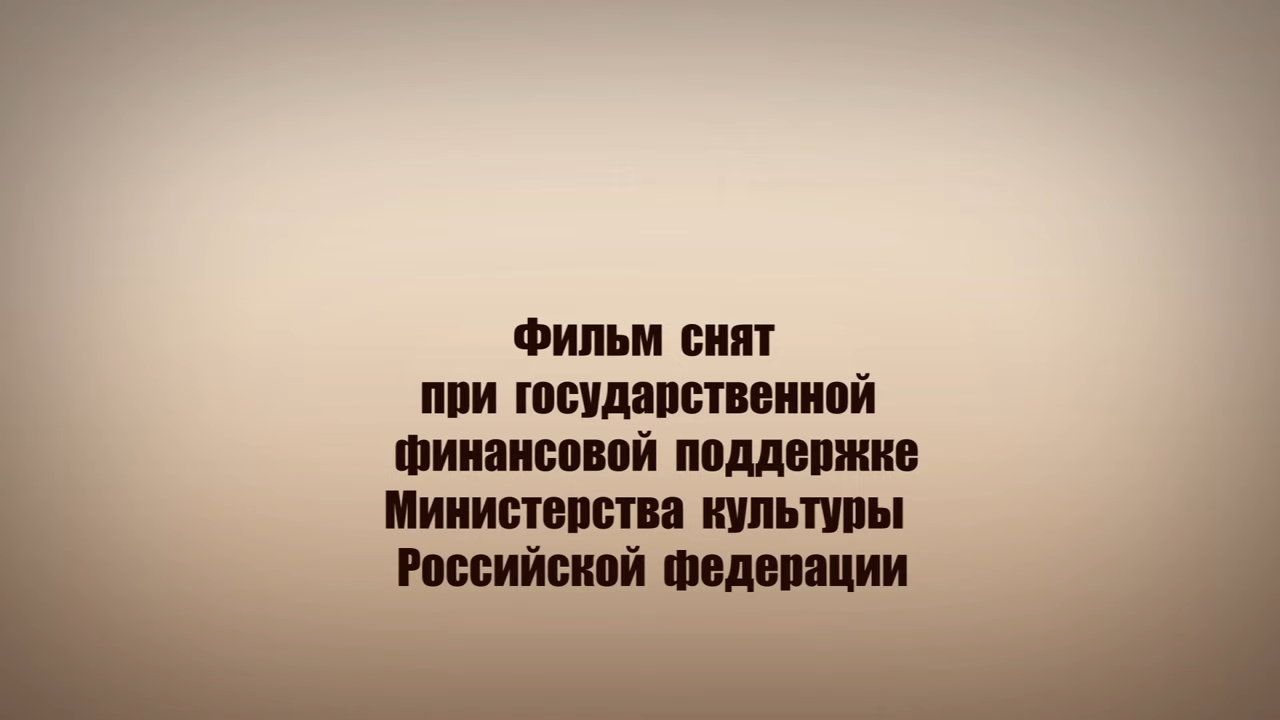 Фильм снят
при государственной
финансовой поддержке
Министерства культуры
Российской федерации